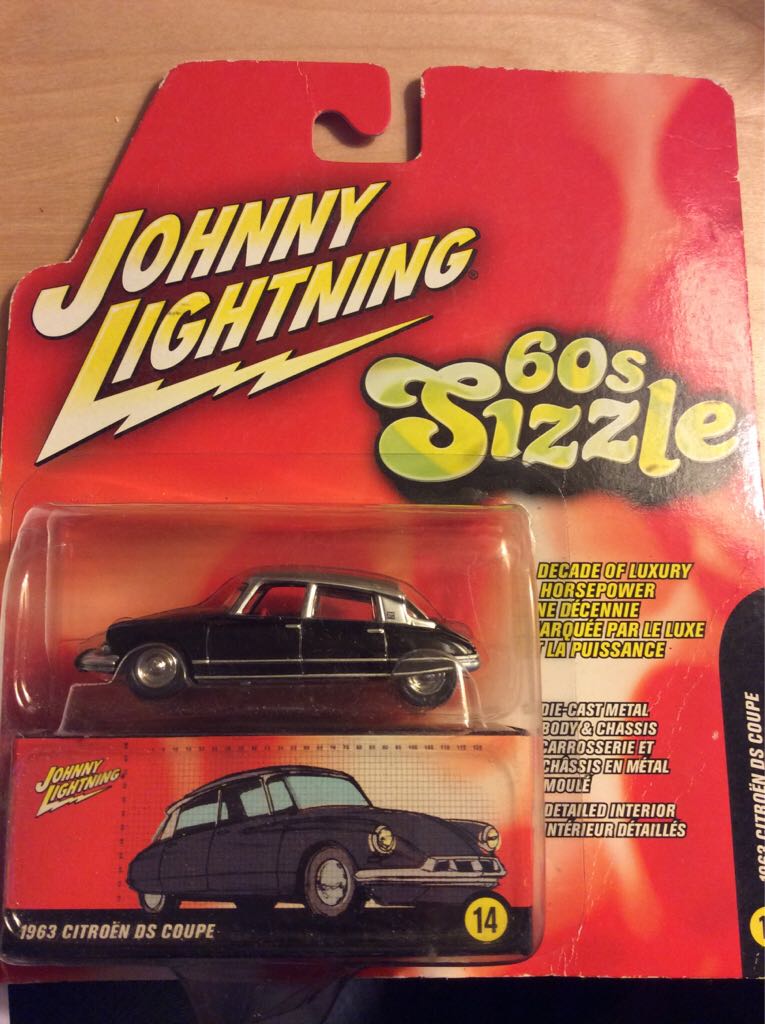 JOHNNY
LIGHTNING®
60s
Sizzle
DECADE OF LUXURY
HORSEPOWER
NE DÉCENNIE
ARQUÉE PAR LE LUXE
LA PUISSANCE
DIE-CAST METAL
BODY & CHASSIS
CARROSSERIE ET
CHÂSSIS EN MÉTAL
MOULÉ
DETAILED INTERIOR
INTÉRIEUR DÉTAILLÉS
JOHNNY
LIGHTNING
1963 CITROËN DS COUPE
14
1963 CITROËN DS COUPE